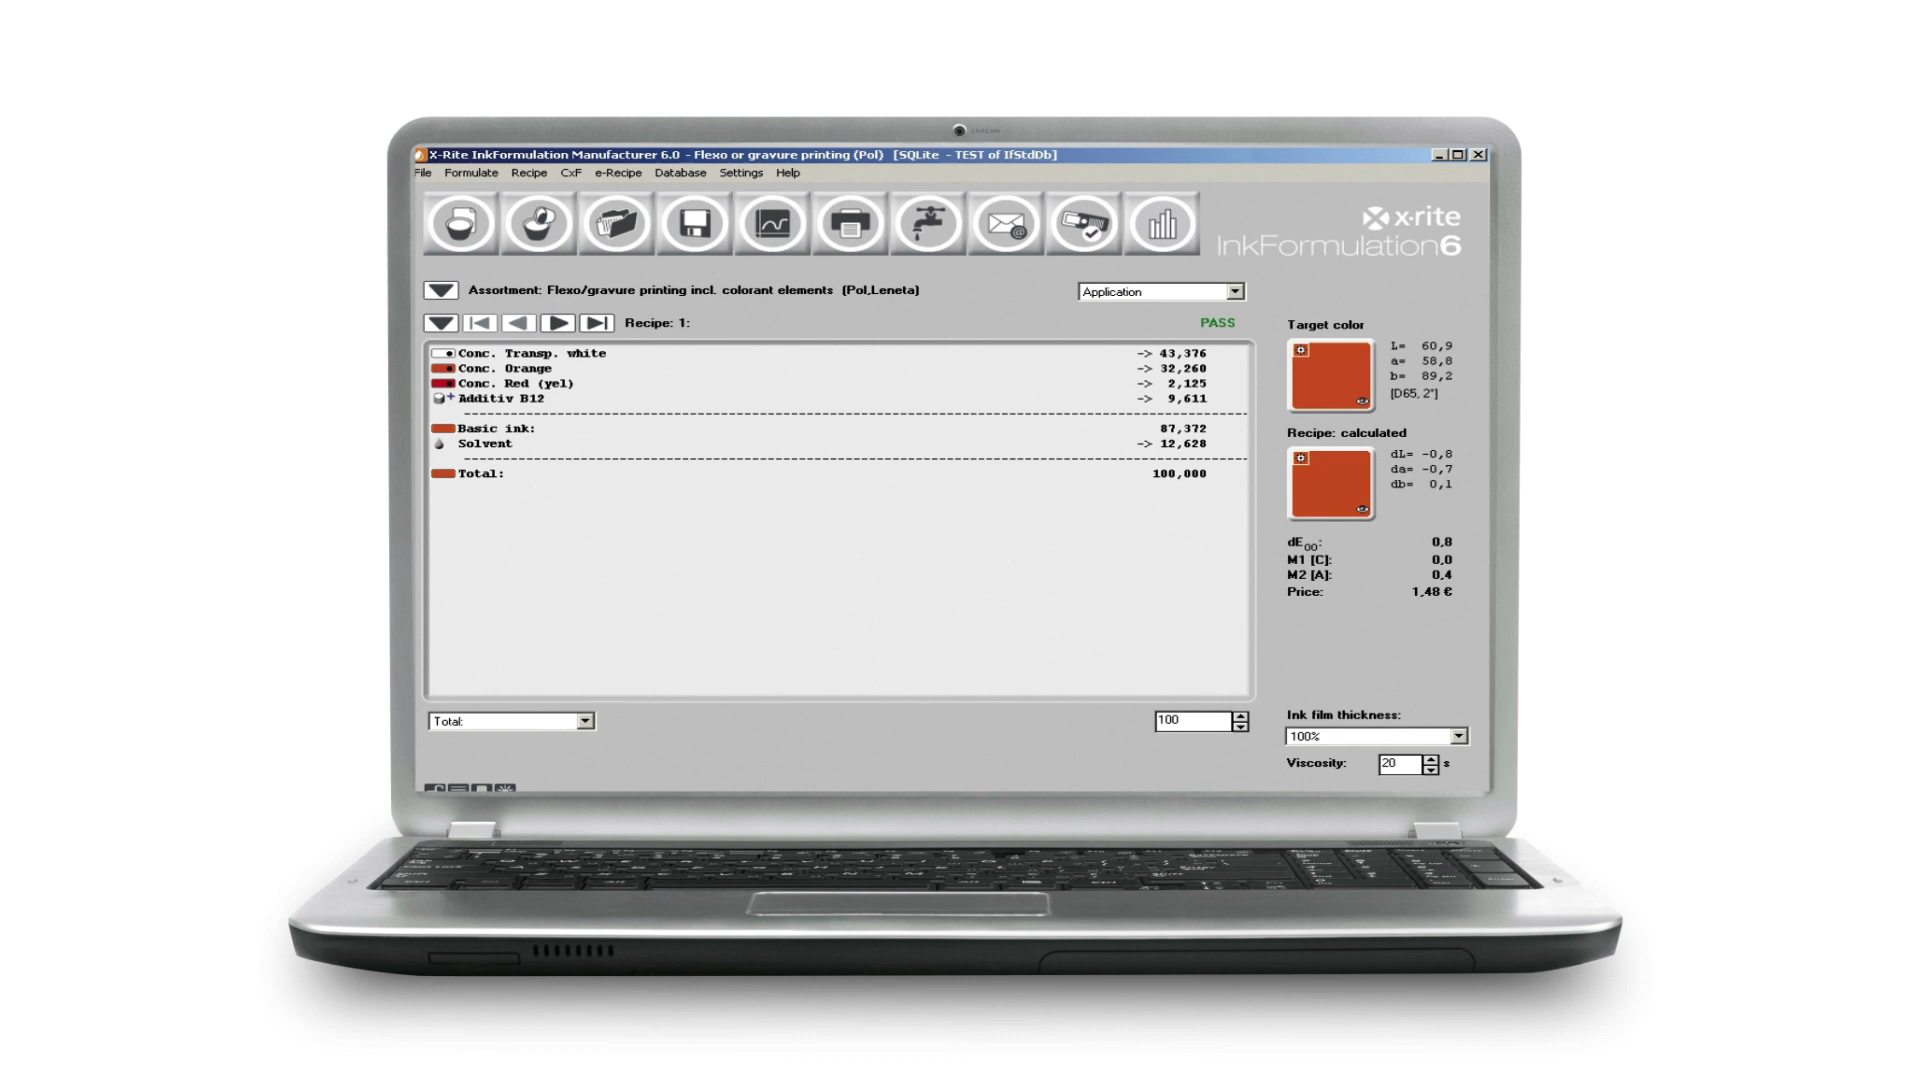 X-Rite InkFormulation Manufacturer 6.0 - Flexo or gravure printing (Pol) [SQLite - TEST of IfStdDb]
File Formulate Recipe CxF e-Recipe Database Settings Help
x·rite
InkFormulation6
Assortment: Flexo/gravure printing incl. colorant elements (Pol,Leneta)
Application
Recipe: 1:
PASS
Conc. Transp. white -> 43,376
Conc. Orange -> 32,260
Conc. Red (yel) -> 2,125
Additiv B12 -> 9,611
Basic ink: 87,372
Solvent -> 12,628
Total: 100,000
Target color
L= 60,9
a= 58,8
b= 89,2
[D65, 2°]
Recipe: calculated
dL= -0,8
da= -0,7
db= 0,1
dE00: 0,8
M1 [C]: 0,0
M2 [A]: 0,4
Price: 1,48 €
Total:
100
Ink film thickness:
100%
Viscosity: 20 s